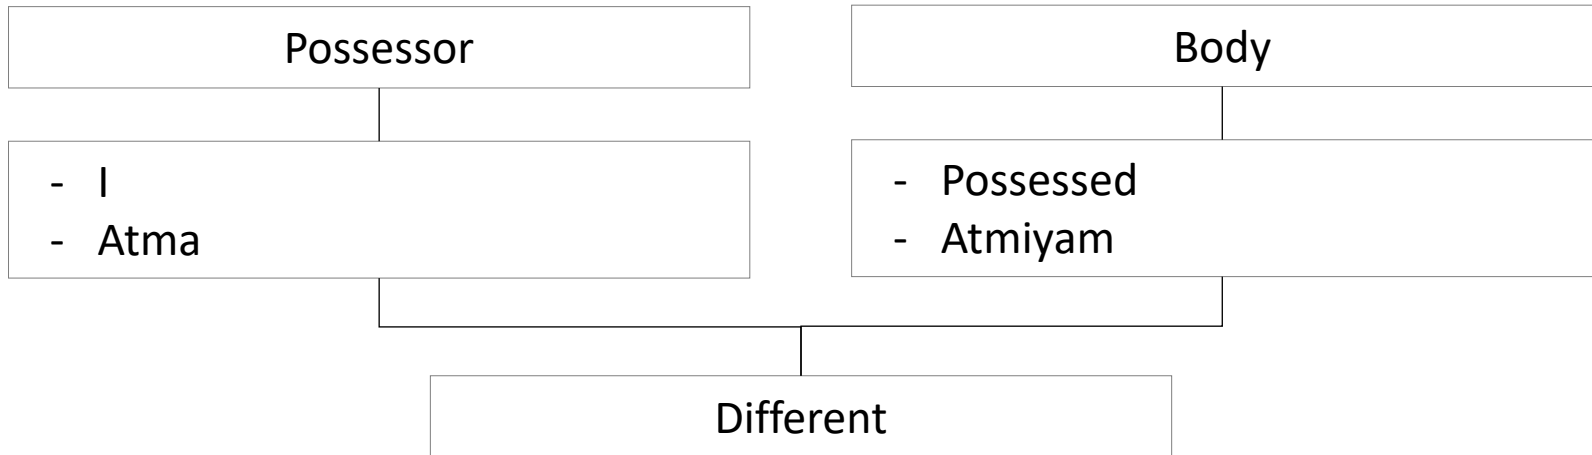 Possessor
- I
- Atma
Body
- Possessed
- Atmiyam
Different